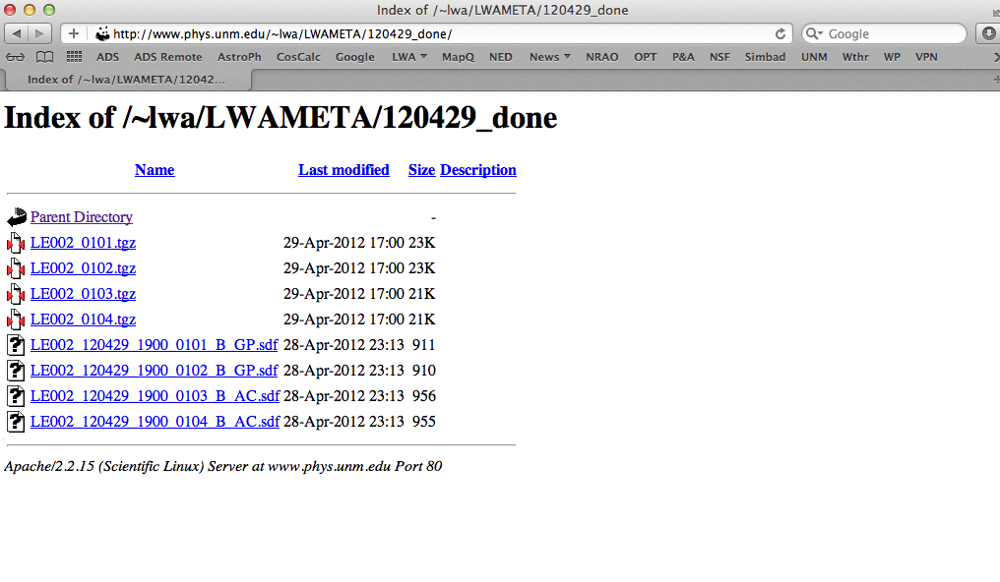 Index of /~lwa/LWAMETA/120429_done
http://www.phys.unm.edu/~lwa/LWAMETA/120429_done/
Google
ADS ADS Remote AstroPh CosCalc Google LWA MapQ NED News NRAO OPT P&A NSF Simbad UNM Wthr WP VPN
Index of /~lwa/LWAMETA/12042...
Index of /~lwa/LWAMETA/120429_done
Name Last modified Size Description
Parent Directory -
LE002_0101.tgz 29-Apr-2012 17:00 23K
LE002_0102.tgz 29-Apr-2012 17:00 23K
LE002_0103.tgz 29-Apr-2012 17:00 21K
LE002_0104.tgz 29-Apr-2012 17:00 21K
LE002_120429_1900_0101_B_GP.sdf 28-Apr-2012 23:13 911
LE002_120429_1900_0102_B_GP.sdf 28-Apr-2012 23:13 910
LE002_120429_1900_0103_B_AC.sdf 28-Apr-2012 23:13 956
LE002_120429_1900_0104_B_AC.sdf 28-Apr-2012 23:13 955
Apache/2.2.15 (Scientific Linux) Server at www.phys.unm.edu Port 80